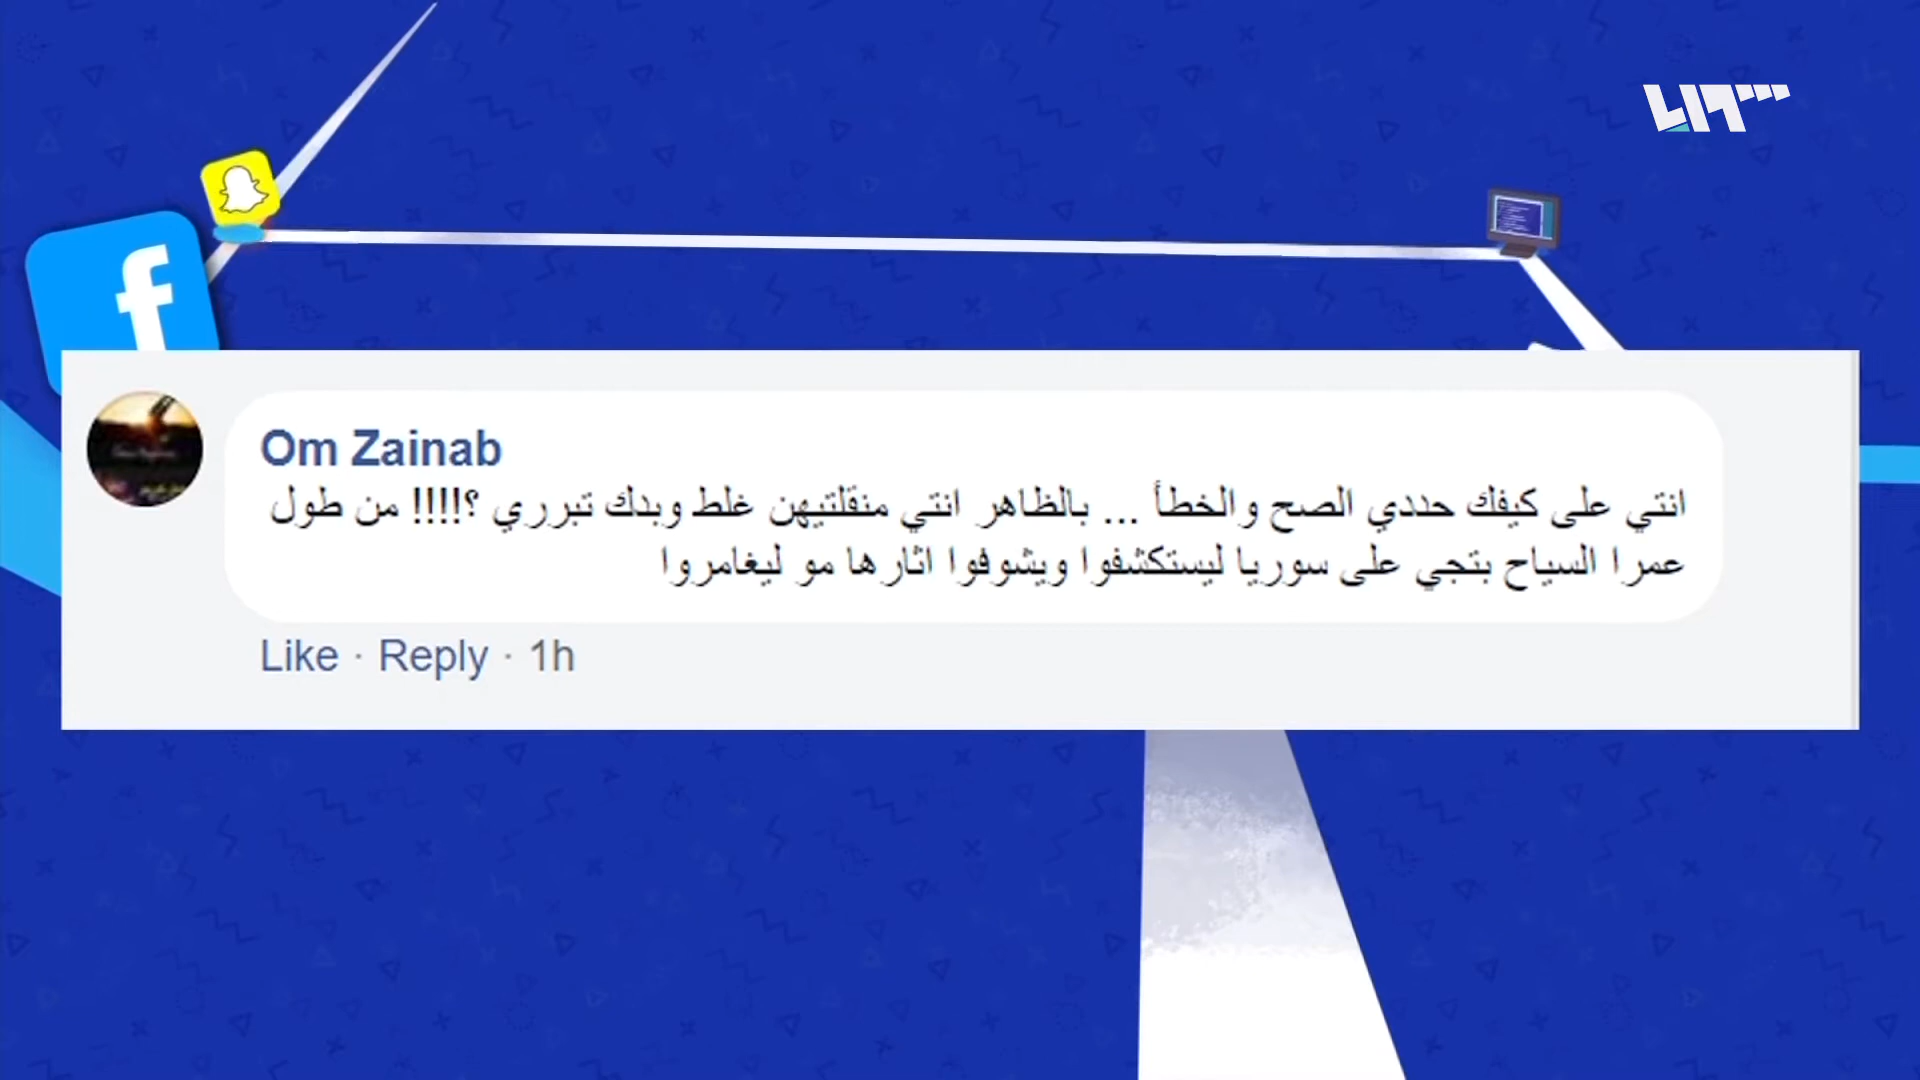 Om Zainab
انتي على كيفك حددي الصح والخطأ ... بالظاهر انتي منقلتيهن غلط وبدك تبرري ؟!!!! من طول
عمرا السياح بتجي على سوريا ليستكشفوا ويشوفوا اثارها مو ليغامروا
Like · Reply · 1h